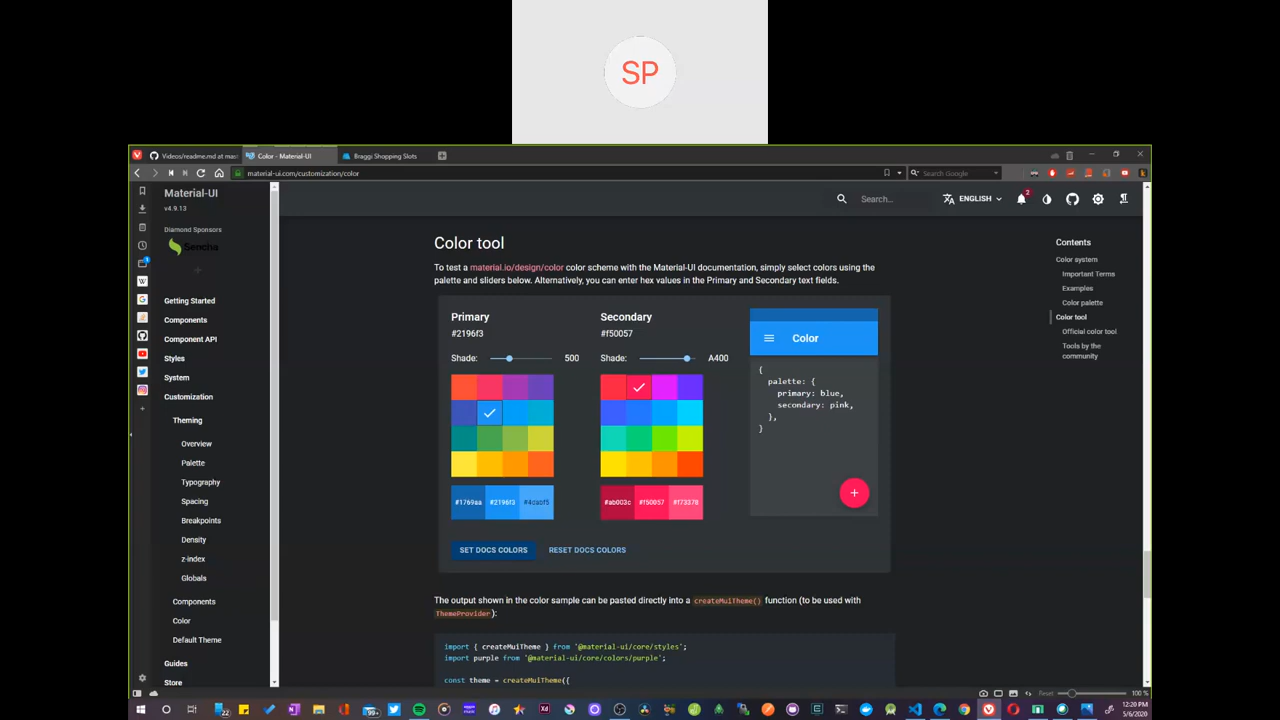 SP
Videos/readme.md at mas
Color - Material-UI
Braggi Shopping Slots
material-ui.com/customization/color
Search Google
Material-UI
v4.9.13
Diamond Sponsors
Sencha
Search...
ENGLISH
2
Getting Started
Components
Component API
Styles
System
Customization
Theming
Overview
Palette
Typography
Spacing
Breakpoints
Density
z-index
Globals
Components
Color
Default Theme
Guides
Store
Color tool
To test a material.io/design/color color scheme with the Material-UI documentation, simply select colors using the
palette and sliders below. Alternatively, you can enter hex values in the Primary and Secondary text fields.
Primary
#2196f3
Shade:
500
#1769aa
#2196f3
#4dabf5
Secondary
#f50057
Shade:
A400
#ab003c
#f50057
#f73378
Color
{
palette: {
primary: blue,
secondary: pink,
},
}
+
SET DOCS COLORS
RESET DOCS COLORS
The output shown in the color sample can be pasted directly into a createMuiTheme() function (to be used with
ThemeProvider):
import { createMuiTheme } from '@material-ui/core/styles';
import purple from '@material-ui/core/colors/purple';
const theme = createMuiTheme({
Contents
Color system
Important Terms
Examples
Color palette
Color tool
Official color tool
Tools by the
community
Reset
100 %
22
99+
Xd
12:20 PM
5/6/2020